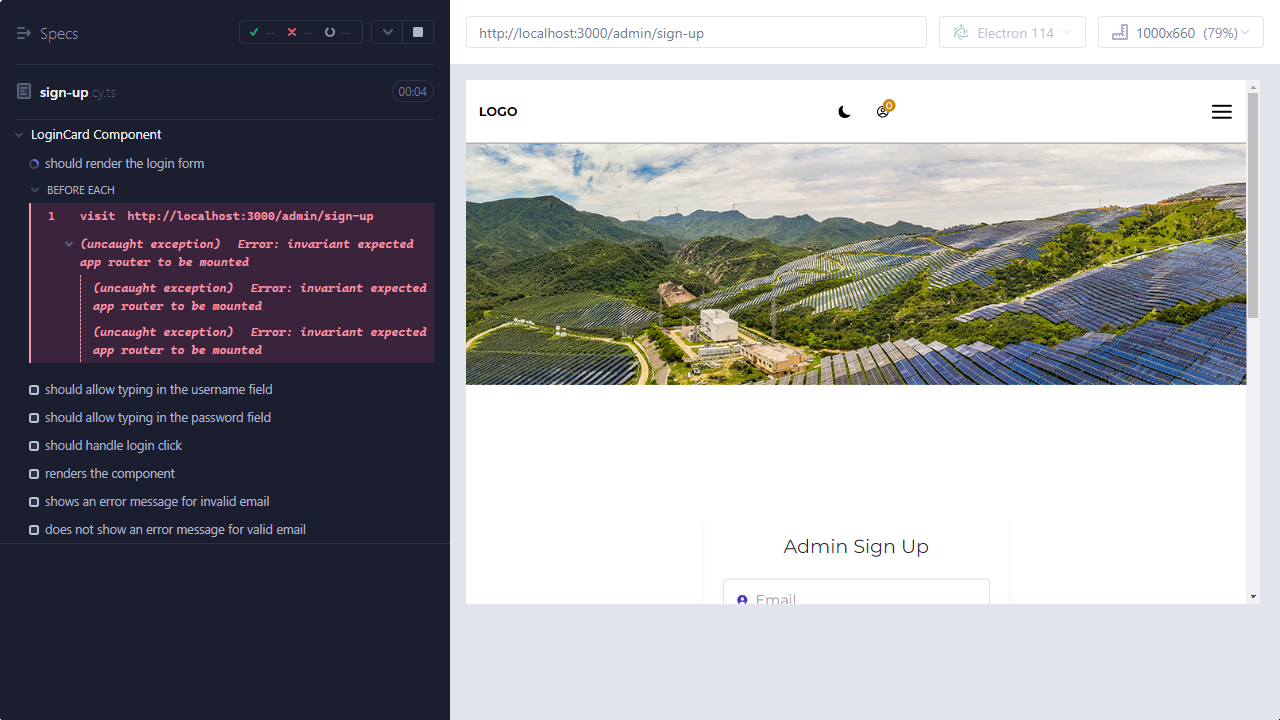 Specs
-- -- --
http://localhost:3000/admin/sign-up
Electron 114
1000x660 (79%)
sign-up.cy.ts
00:04
LoginCard Component
should render the login form
BEFORE EACH
1 visit http://localhost:3000/admin/sign-up
(uncaught exception) Error: invariant expected
app router to be mounted
(uncaught exception) Error: invariant expected
app router to be mounted
(uncaught exception) Error: invariant expected
app router to be mounted
should allow typing in the username field
should allow typing in the password field
should handle login click
renders the component
shows an error message for invalid email
does not show an error message for valid email
LOGO
0
Admin Sign Up
Email